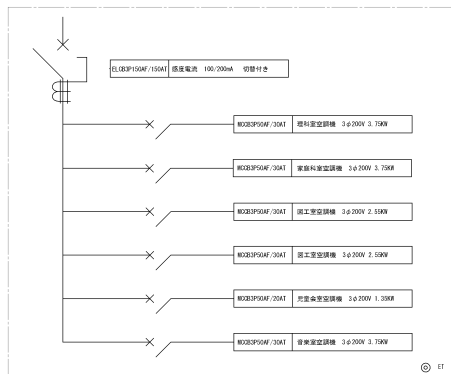 ELCB3P150AF/150AT 感度電流 100/200mA 切替付き
MCCB3P50AF/30AT 理科室空調機 3φ200V 3.75KW
MCCB3P50AF/30AT 家庭科室空調機 3φ200V 3.75KW
MCCB3P50AF/30AT 図工室空調機 3φ200V 2.55KW
MCCB3P50AF/30AT 図工室空調機 3φ200V 2.55KW
MCCB3P50AF/20AT 児童会室空調機 3φ200V 1.35KW
MCCB3P50AF/30AT 音楽室空調機 3φ200V 3.75KW
ET